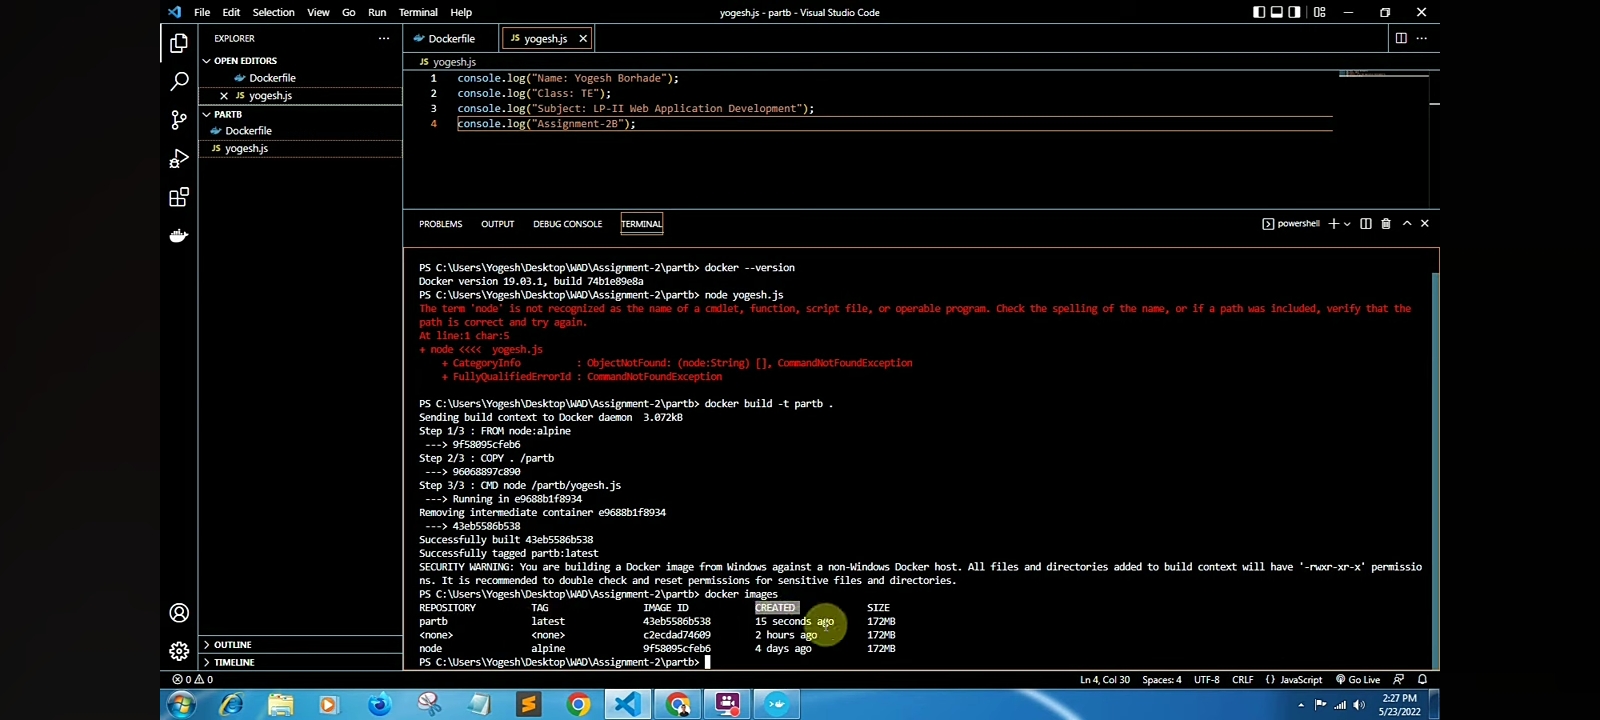 File Edit Selection View Go Run Terminal Help
yogesh.js - partb - Visual Studio Code
EXPLORER
OPEN EDITORS
Dockerfile
yogesh.js
PARTB
Dockerfile
JS yogesh.js
OUTLINE
TIMELINE
Dockerfile
JS yogesh.js
JS yogesh.js
1 console.log("Name: Yogesh Borhade");
2 console.log("Class: TE");
3 console.log("Subject: LP-II Web Application Development");
4 console.log("Assignment-2B");
PROBLEMS OUTPUT DEBUG CONSOLE TERMINAL
powershell
PS C:\Users\Yogesh\Desktop\WAD\Assignment-2\partb> docker --version
Docker version 19.03.1, build 74b1e89e8a
PS C:\Users\Yogesh\Desktop\WAD\Assignment-2\partb> node yogesh.js
The term 'node' is not recognized as the name of a cmdlet, function, script file, or operable program. Check the spelling of the name, or if a path was included, verify that the
path is correct and try again.
At line:1 char:5
+ node <<<<  yogesh.js
+ CategoryInfo : ObjectNotFound: (node:String) [], CommandNotFoundException
+ FullyQualifiedErrorId : CommandNotFoundException
PS C:\Users\Yogesh\Desktop\WAD\Assignment-2\partb> docker build -t partb .
Sending build context to Docker daemon  3.072kB
Step 1/3 : FROM node:alpine
---> 9f58095cfeb6
Step 2/3 : COPY . /partb
---> 96068897c890
Step 3/3 : CMD node /partb/yogesh.js
---> Running in e9688b1f8934
Removing intermediate container e9688b1f8934
---> 43eb5586b538
Successfully built 43eb5586b538
Successfully tagged partb:latest
SECURITY WARNING: You are building a Docker image from Windows against a non-Windows Docker host. All files and directories added to build context will have '-rwxr-xr-x' permissio
ns. It is recommended to double check and reset permissions for sensitive files and directories.
PS C:\Users\Yogesh\Desktop\WAD\Assignment-2\partb> docker images
REPOSITORY TAG IMAGE ID CREATED SIZE
partb latest 43eb5586b538 15 seconds ago 172MB
<none> <none> c2ecdad74609 2 hours ago 172MB
node alpine 9f58095cfeb6 4 days ago 172MB
PS C:\Users\Yogesh\Desktop\WAD\Assignment-2\partb>
0 0
Ln 4, Col 30 Spaces: 4 UTF-8 CRLF {} JavaScript Go Live
2:27 PM
5/23/2022